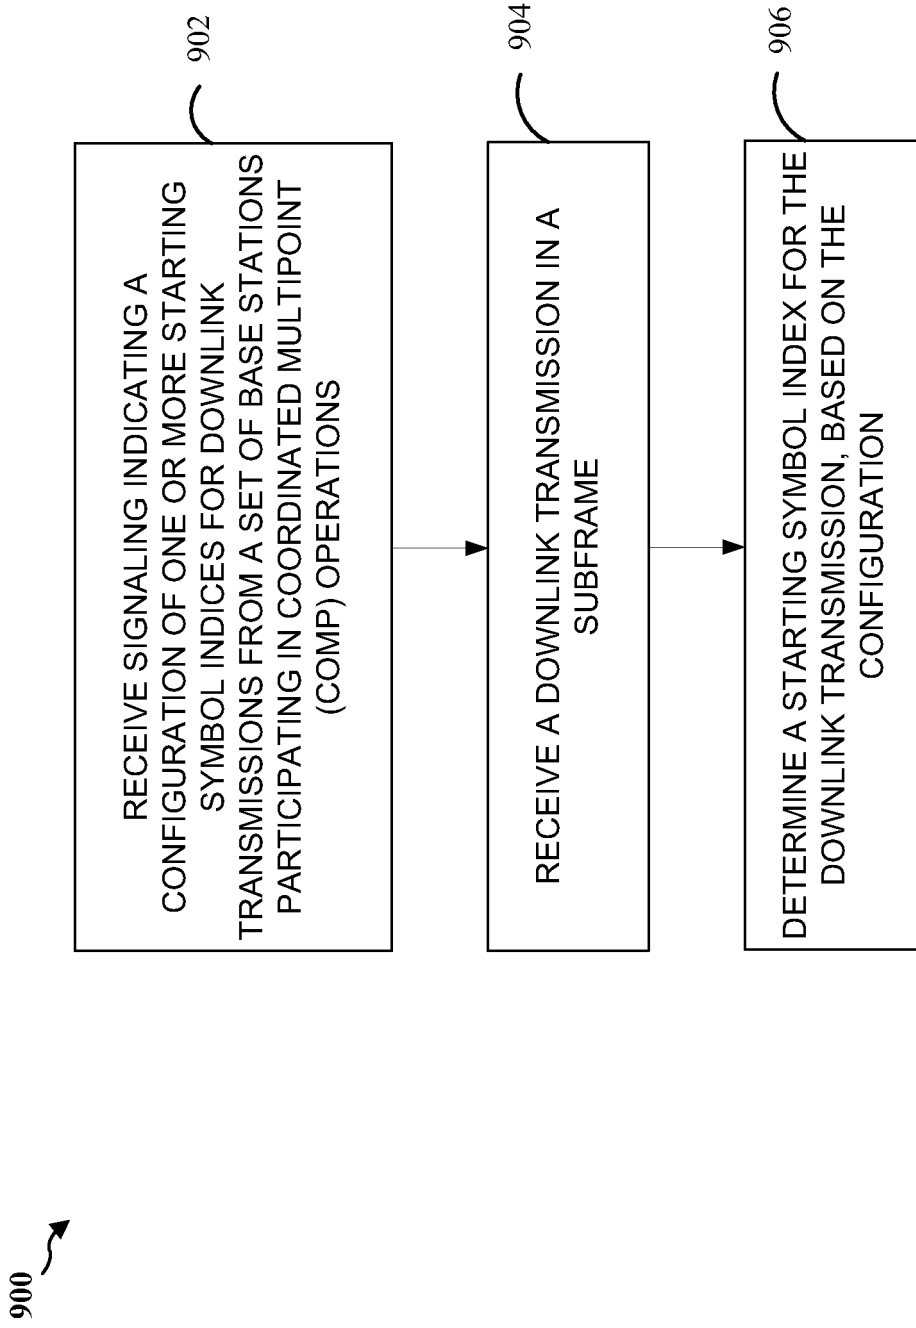 900
902
RECEIVE SIGNALING INDICATING A
CONFIGURATION OF ONE OR MORE STARTING
SYMBOL INDICES FOR DOWNLINK
TRANSMISSIONS FROM A SET OF BASE STATIONS
PARTICIPATING IN COORDINATED MULTIPOINT
(COMP) OPERATIONS
904
RECEIVE A DOWNLINK TRANSMISSION IN A
SUBFRAME
906
DETERMINE A STARTING SYMBOL INDEX FOR THE
DOWNLINK TRANSMISSION, BASED ON THE
CONFIGURATION